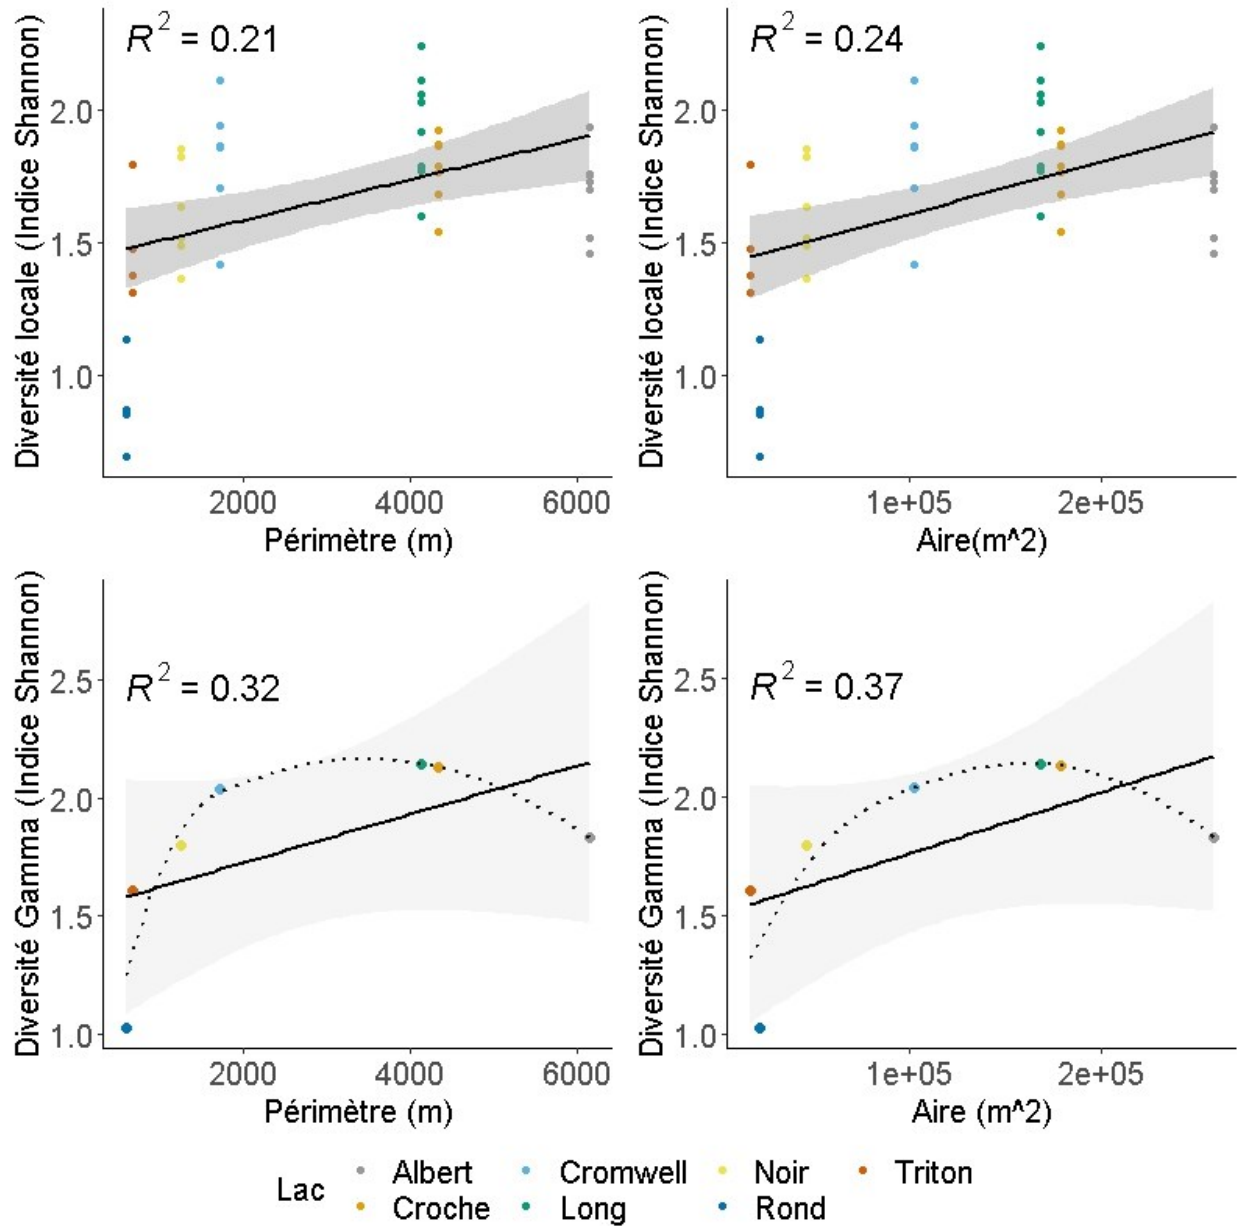 R² = 0.21
Diversité locale (Indice Shannon)
2.0
1.5
1.0
2000 4000 6000
Périmètre (m)
R² = 0.24
Diversité locale (Indice Shannon)
2.0
1.5
1.0
1e+05 2e+05
Aire(m^2)
R² = 0.32
Diversité Gamma (Indice Shannon)
2.5
2.0
1.5
1.0
2000 4000 6000
Périmètre (m)
R² = 0.37
Diversité Gamma (Indice Shannon)
2.5
2.0
1.5
1.0
1e+05 2e+05
Aire (m^2)
Lac
Albert Cromwell Noir Triton
Croche Long Rond